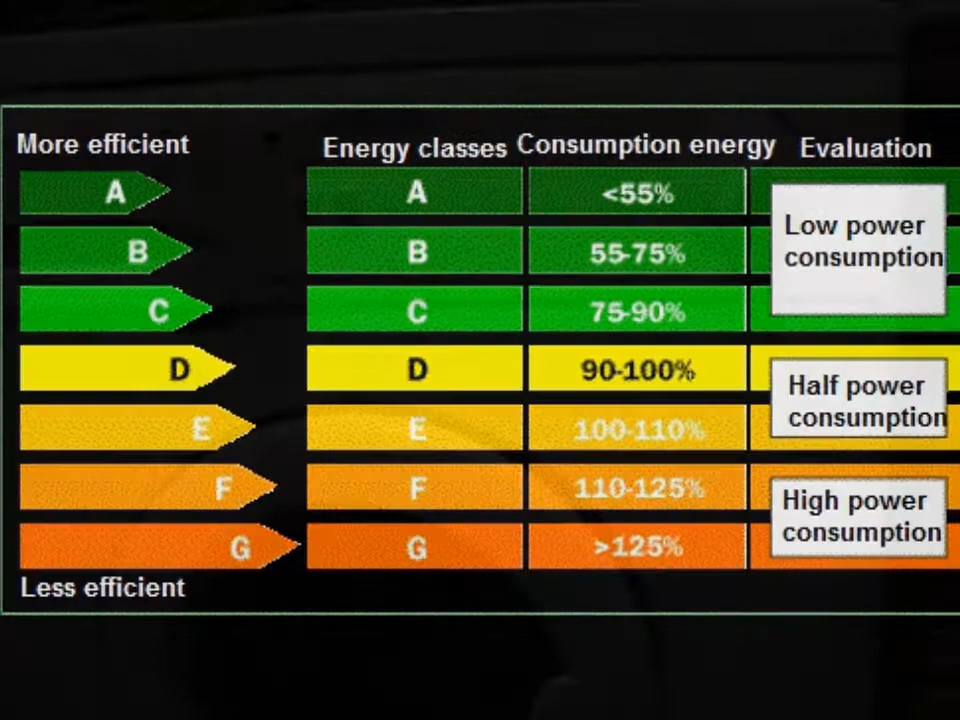 More efficient Energy classes Consumption energy Evaluation
A A <55%
B B 55-75%
C C 75-90%
Low power
consumption
D D 90-100%
E E 100-110%
Half power
consumption
F F 110-125%
G G >125%
High power
consumption
Less efficient